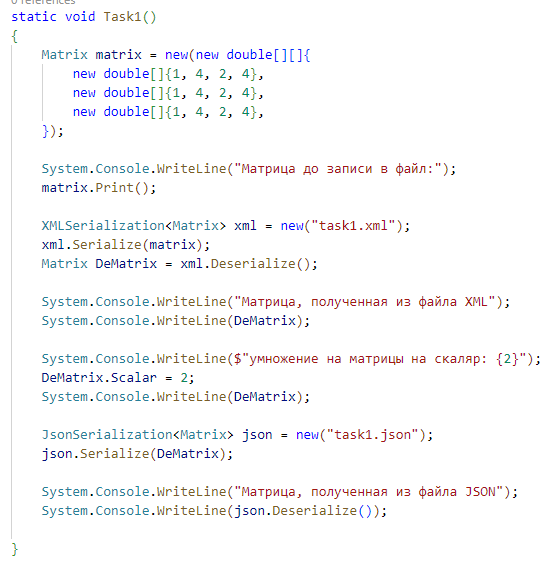 0 references
static void Task1()
{
    Matrix matrix = new(new double[][]{
        new double[]{1, 4, 2, 4},
        new double[]{1, 4, 2, 4},
        new double[]{1, 4, 2, 4},
    });

    System.Console.WriteLine("Матрица до записи в файл:");
    matrix.Print();

    XMLSerialization<Matrix> xml = new("task1.xml");
    xml.Serialize(matrix);
    Matrix DeMatrix = xml.Deserialize();

    System.Console.WriteLine("Матрица, полученная из файла XML");
    System.Console.WriteLine(DeMatrix);

    System.Console.WriteLine($"умножение на матрицы на скаляр: {2}");
    DeMatrix.Scalar = 2;
    System.Console.WriteLine(DeMatrix);

    JsonSerialization<Matrix> json = new("task1.json");
    json.Serialize(DeMatrix);

    System.Console.WriteLine("Матрица, полученная из файла JSON");
    System.Console.WriteLine(json.Deserialize());

}